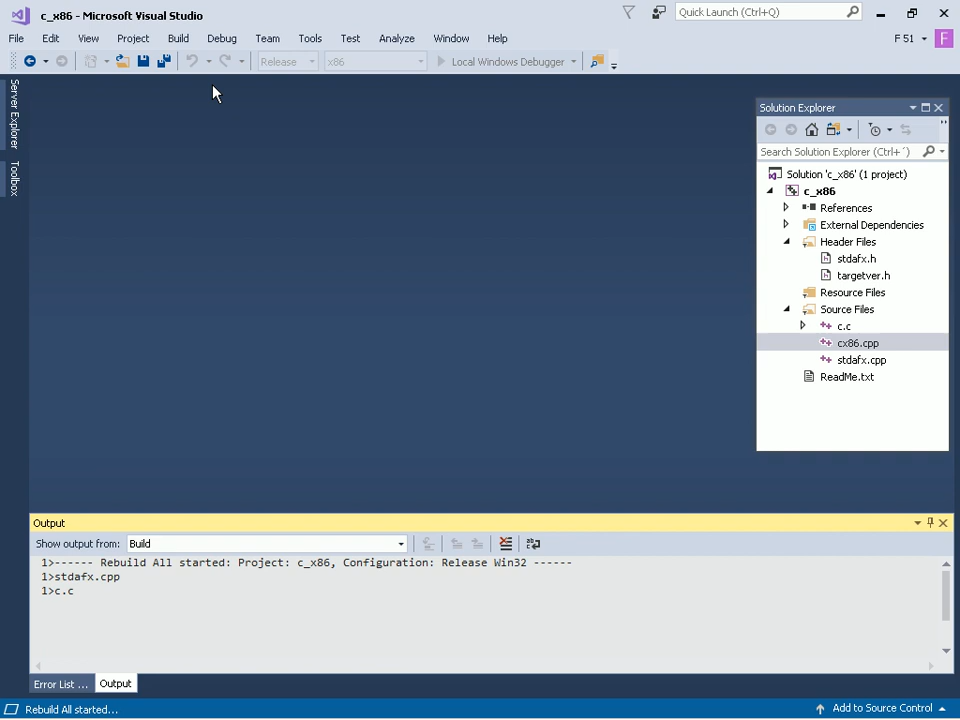 c_x86 - Microsoft Visual Studio
Quick Launch (Ctrl+Q)
File Edit View Project Build Debug Team Tools Test Analyze Window Help
F 51 F
Release x86 Local Windows Debugger
Server Explorer
Toolbox
Solution Explorer
Search Solution Explorer (Ctrl+´)
Solution 'c_x86' (1 project)
c_x86
References
External Dependencies
Header Files
stdafx.h
targetver.h
Resource Files
Source Files
c.c
cx86.cpp
stdafx.cpp
ReadMe.txt
Output
Show output from: Build
1>------ Rebuild All started: Project: c_x86, Configuration: Release Win32 ------
1>stdafx.cpp
1>c.c
Error List ... Output
Rebuild All started... Add to Source Control